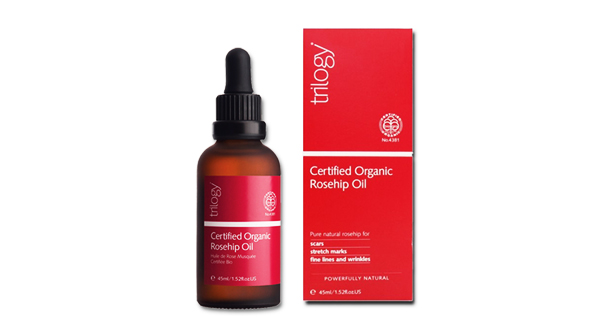 trilogy
No.4381
Certified Organic
Rosehip Oil
Huile de Rose Musquée
Certifiée Bio
e 45ml/1.52fl.oz.US
trilogy
No.4381
Certified Organic
Rosehip Oil
Pure natural rosehip for
scars
stretch marks
fine lines and wrinkles
POWERFULLY NATURAL
e 45ml/1.52fl.oz.US